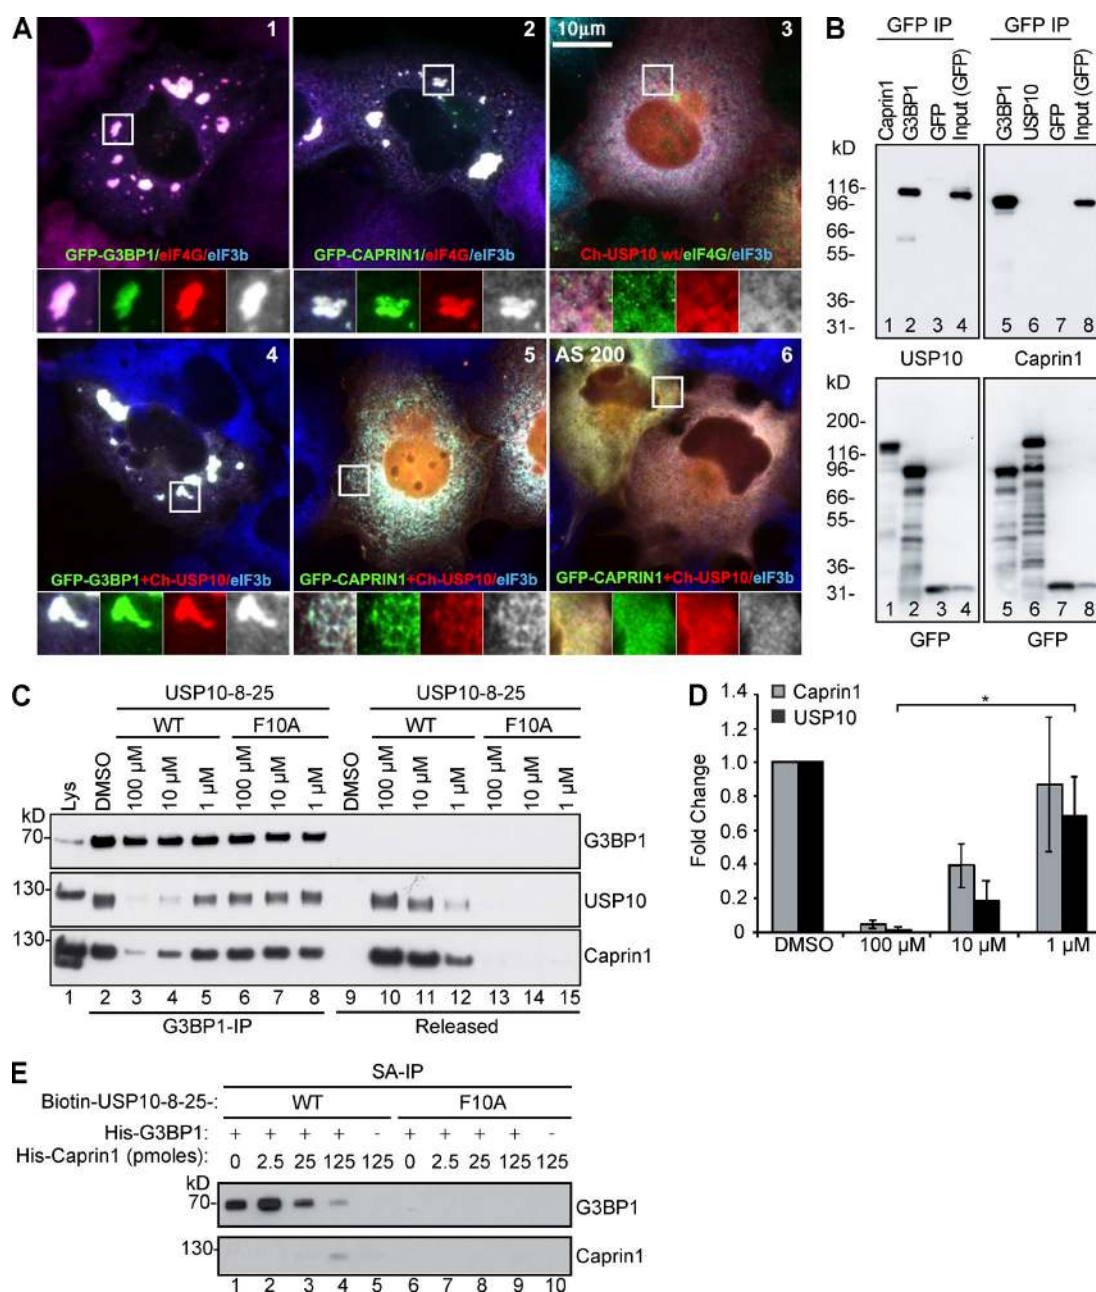 A
1
2
10µm
3
GFP-G3BP1/eIF4G/eIF3b
GFP-CAPRIN1/eIF4G/eIF3b
Ch-USP10 wt/eIF4G/eIF3b
4
5
AS 200
6
GFP-G3BP1+Ch-USP10/eIF3b
GFP-CAPRIN1+Ch-USP10/eIF3b
GFP-CAPRIN1+Ch-USP10/eIF3b
B
GFP IP GFP IP
Caprin1 G3BP1 GFP Input (GFP) G3BP1 USP10 GFP Input (GFP)
kD
116-
96-
66-
55-
36-
31-
1 2 3 4 5 6 7 8
USP10 Caprin1
kD
200-
116-
96-
66-
55-
36-
31-
1 2 3 4 5 6 7 8
GFP GFP
C
USP10-8-25 USP10-8-25
WT F10A WT F10A
Lys DMSO 100 µM 10 µM 1 µM 100 µM 10 µM 1 µM DMSO 100 µM 10 µM 1 µM 100 µM 10 µM 1 µM
kD
70- G3BP1
130- USP10
130- Caprin1
1 2 3 4 5 6 7 8 9 10 11 12 13 14 15
G3BP1-IP Released
D
Caprin1
USP10
*
Fold Change
1.4
1.2
1.0
0.8
0.6
0.4
0.2
0
DMSO 100 µM 10 µM 1 µM
E
SA-IP
Biotin-USP10-8-25-: WT F10A
His-G3BP1: + + + + - + + + + -
His-Caprin1 (pmoles): 0 2.5 25 125 125 0 2.5 25 125 125
kD
70- G3BP1
130- Caprin1
1 2 3 4 5 6 7 8 9 10